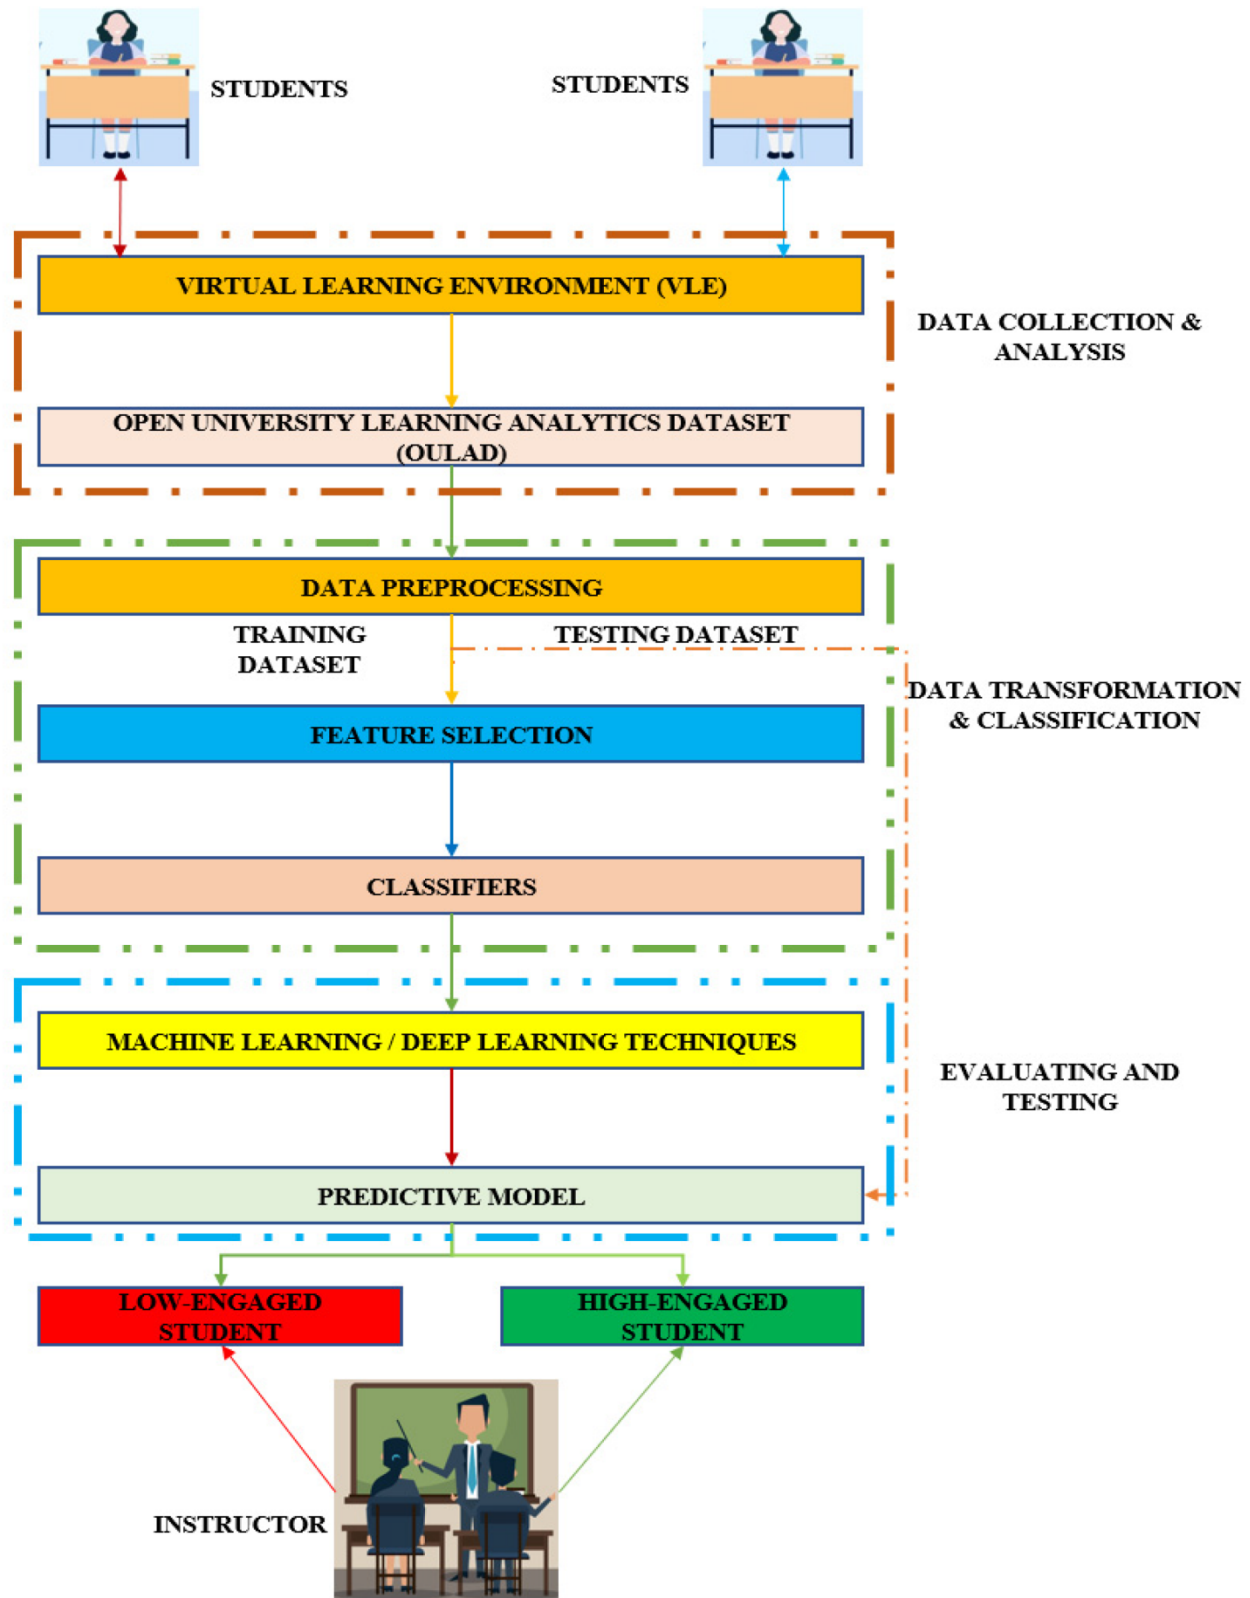 STUDENTS
STUDENTS
VIRTUAL LEARNING ENVIRONMENT (VLE)
DATA COLLECTION &
ANALYSIS
OPEN UNIVERSITY LEARNING ANALYTICS DATASET
(OULAD)
DATA PREPROCESSING
TRAINING
DATASET
TESTING DATASET
DATA TRANSFORMATION
& CLASSIFICATION
FEATURE SELECTION
CLASSIFIERS
MACHINE LEARNING / DEEP LEARNING TECHNIQUES
EVALUATING AND
TESTING
PREDICTIVE MODEL
LOW-ENGAGED
STUDENT
HIGH-ENGAGED
STUDENT
INSTRUCTOR